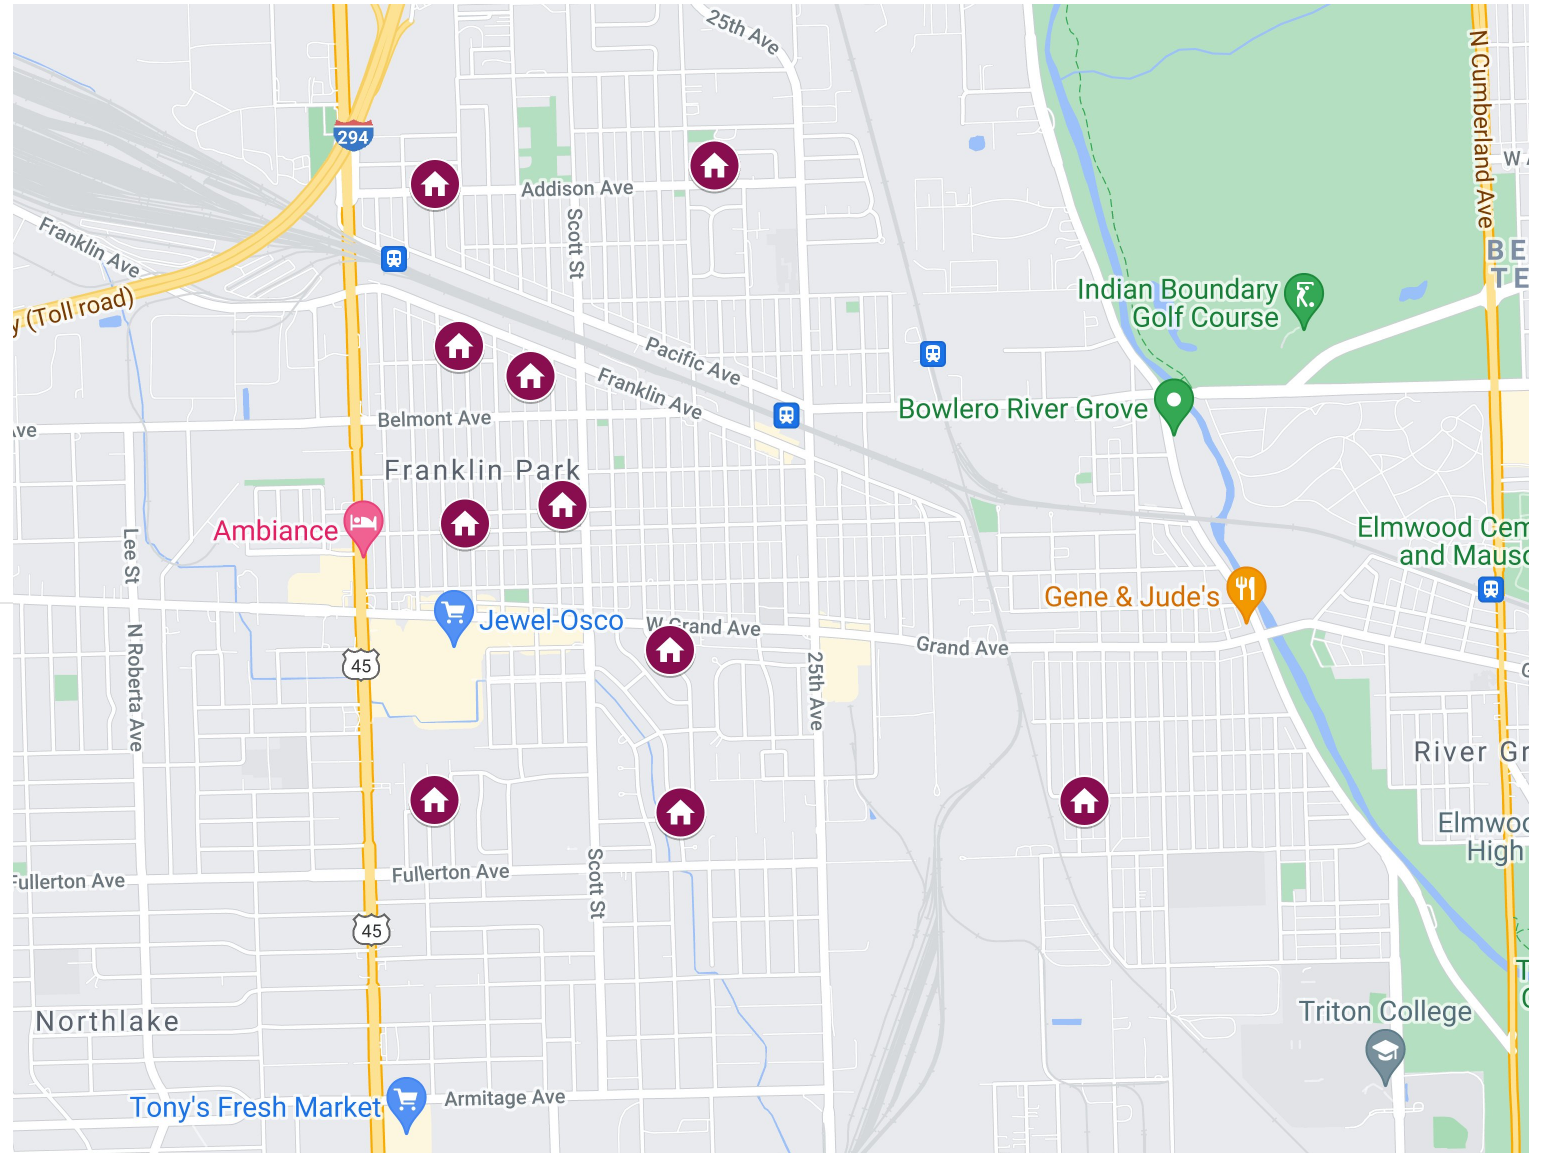 25th Ave
N Cumberland Ave
294
W
Addison Ave
Scott St
Franklin Ave
BE
TE
y (Toll road)
Indian Boundary
Golf Course
Pacific Ave
Franklin Ave
Belmont Ave
Bowlero River Grove
Ave
Franklin Park
Ambiance
Elmwood Cem
and Mauso
Lee St
Gene & Jude's
Jewel-Osco
W Grand Ave
Grand Ave
N Roberta Ave
45
25th Ave
G
River Gr
Elmwoo
High
Fullerton Ave
Fullerton Ave
Scott St
45
T
C
Northlake
Triton College
Tony's Fresh Market
Armitage Ave